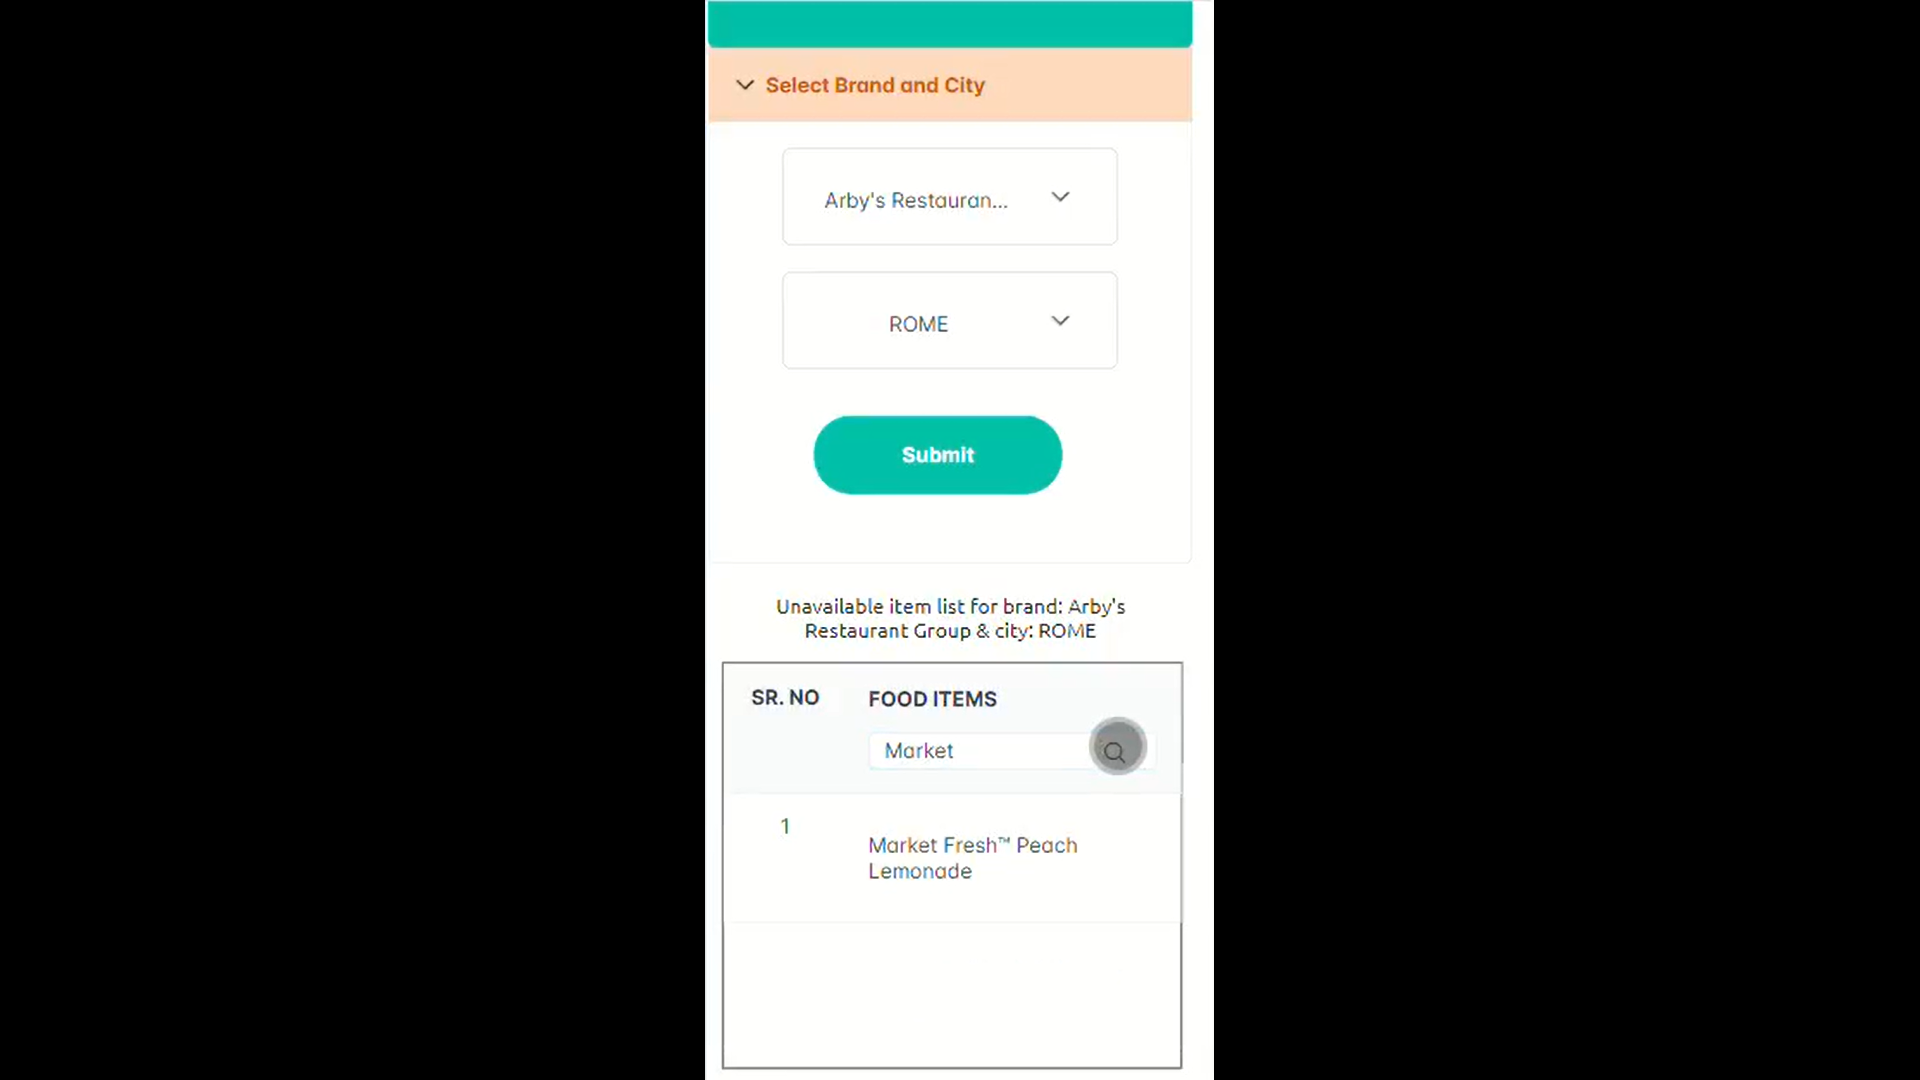 Select Brand and City
Arby's Restauran...
ROME
Submit
Unavailable item list for brand: Arby's
Restaurant Group & city: ROME
SR. NO
FOOD ITEMS
Market
1
Market Fresh™ Peach
Lemonade